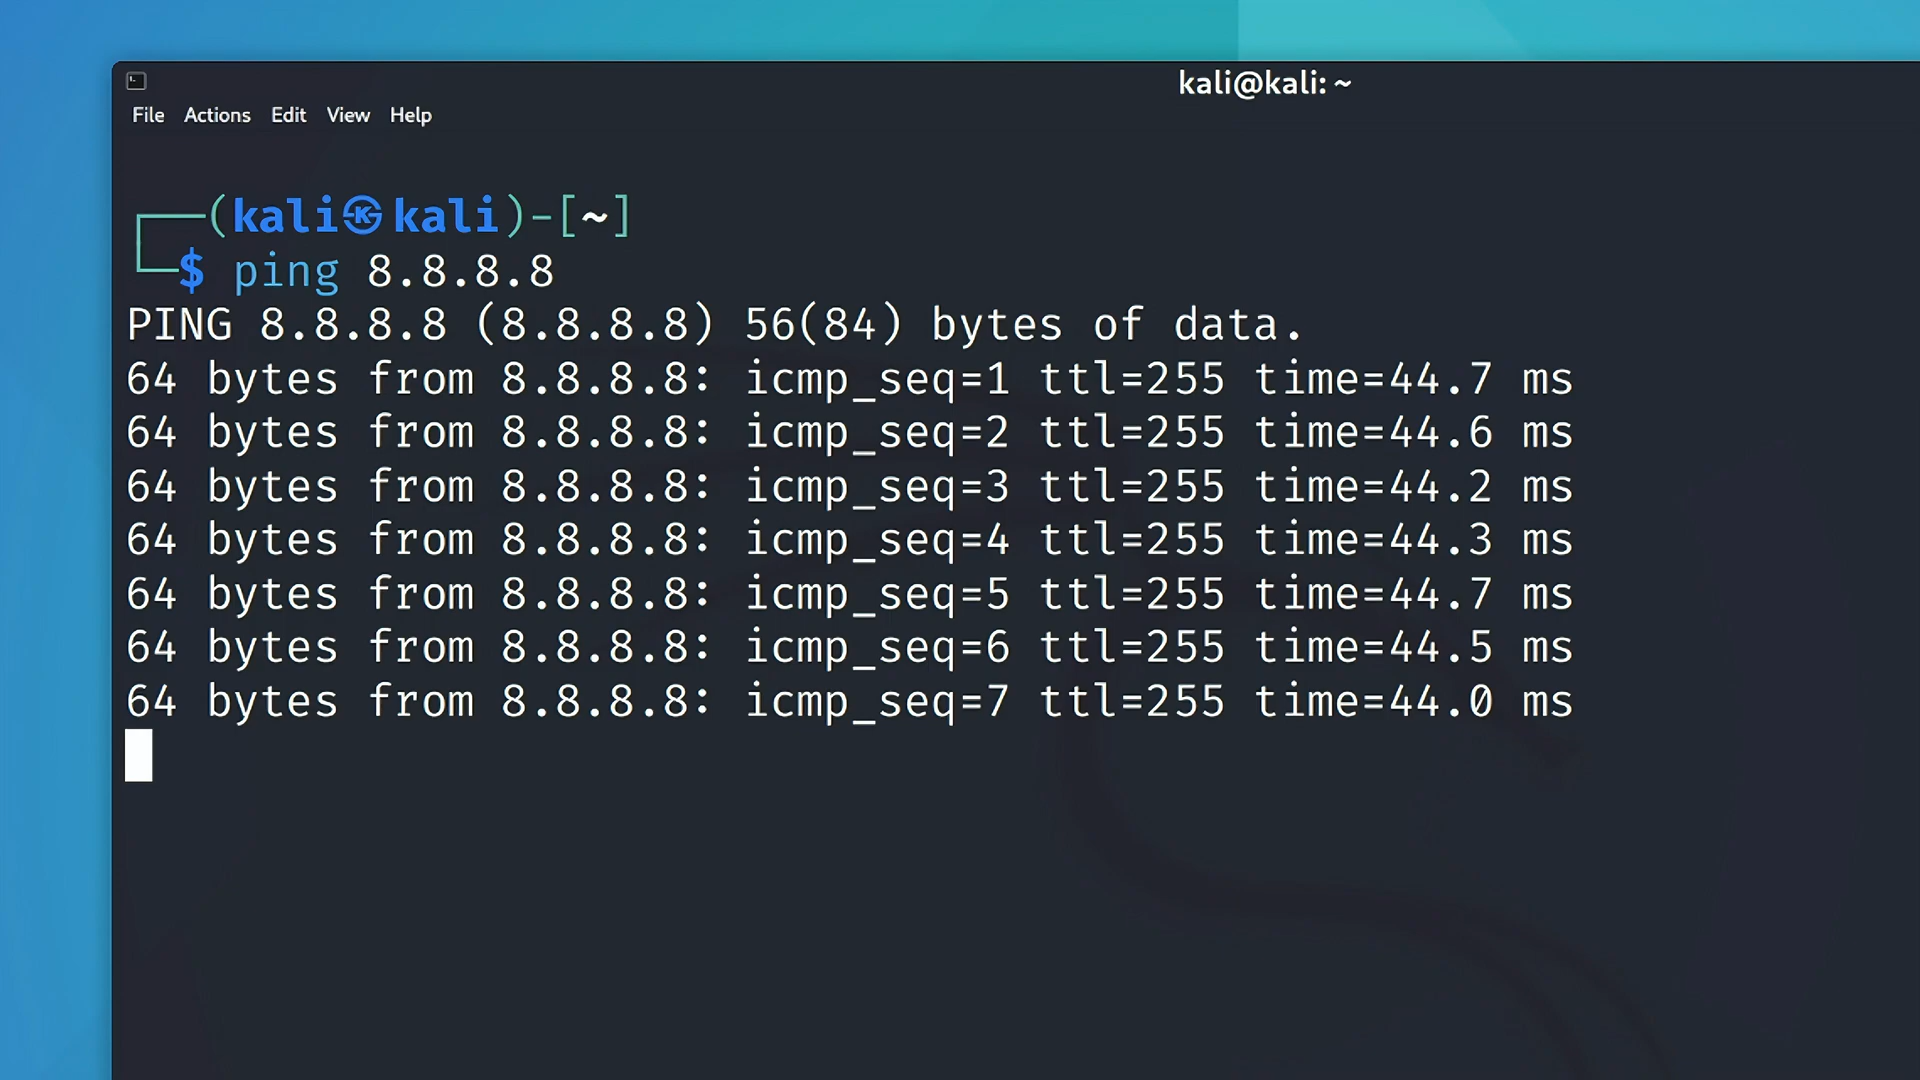 kali@kali: ~
File Actions Edit View Help
┌──(kali㉿kali)-[~]
└─$ ping 8.8.8.8
PING 8.8.8.8 (8.8.8.8) 56(84) bytes of data.
64 bytes from 8.8.8.8: icmp_seq=1 ttl=255 time=44.7 ms
64 bytes from 8.8.8.8: icmp_seq=2 ttl=255 time=44.6 ms
64 bytes from 8.8.8.8: icmp_seq=3 ttl=255 time=44.2 ms
64 bytes from 8.8.8.8: icmp_seq=4 ttl=255 time=44.3 ms
64 bytes from 8.8.8.8: icmp_seq=5 ttl=255 time=44.7 ms
64 bytes from 8.8.8.8: icmp_seq=6 ttl=255 time=44.5 ms
64 bytes from 8.8.8.8: icmp_seq=7 ttl=255 time=44.0 ms